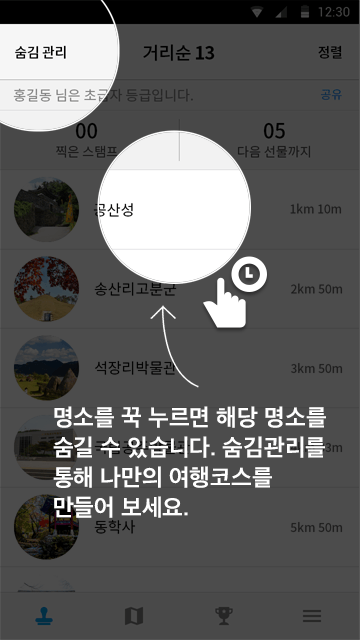 12:30
숨김 관리 거리순 13 정렬
홍길동 님은 초급자 등급입니다. 공유
00 05
찍은 스탬프 다음 선물까지
공산성 1km 10m
송산리고분군 2km 50m
석장리박물관 3km 50m
명소를 꾹 누르면 해당 명소를
숨길 수 있습니다. 숨김관리를
통해 나만의 여행코스를
만들어 보세요.
동학사 5km 50m